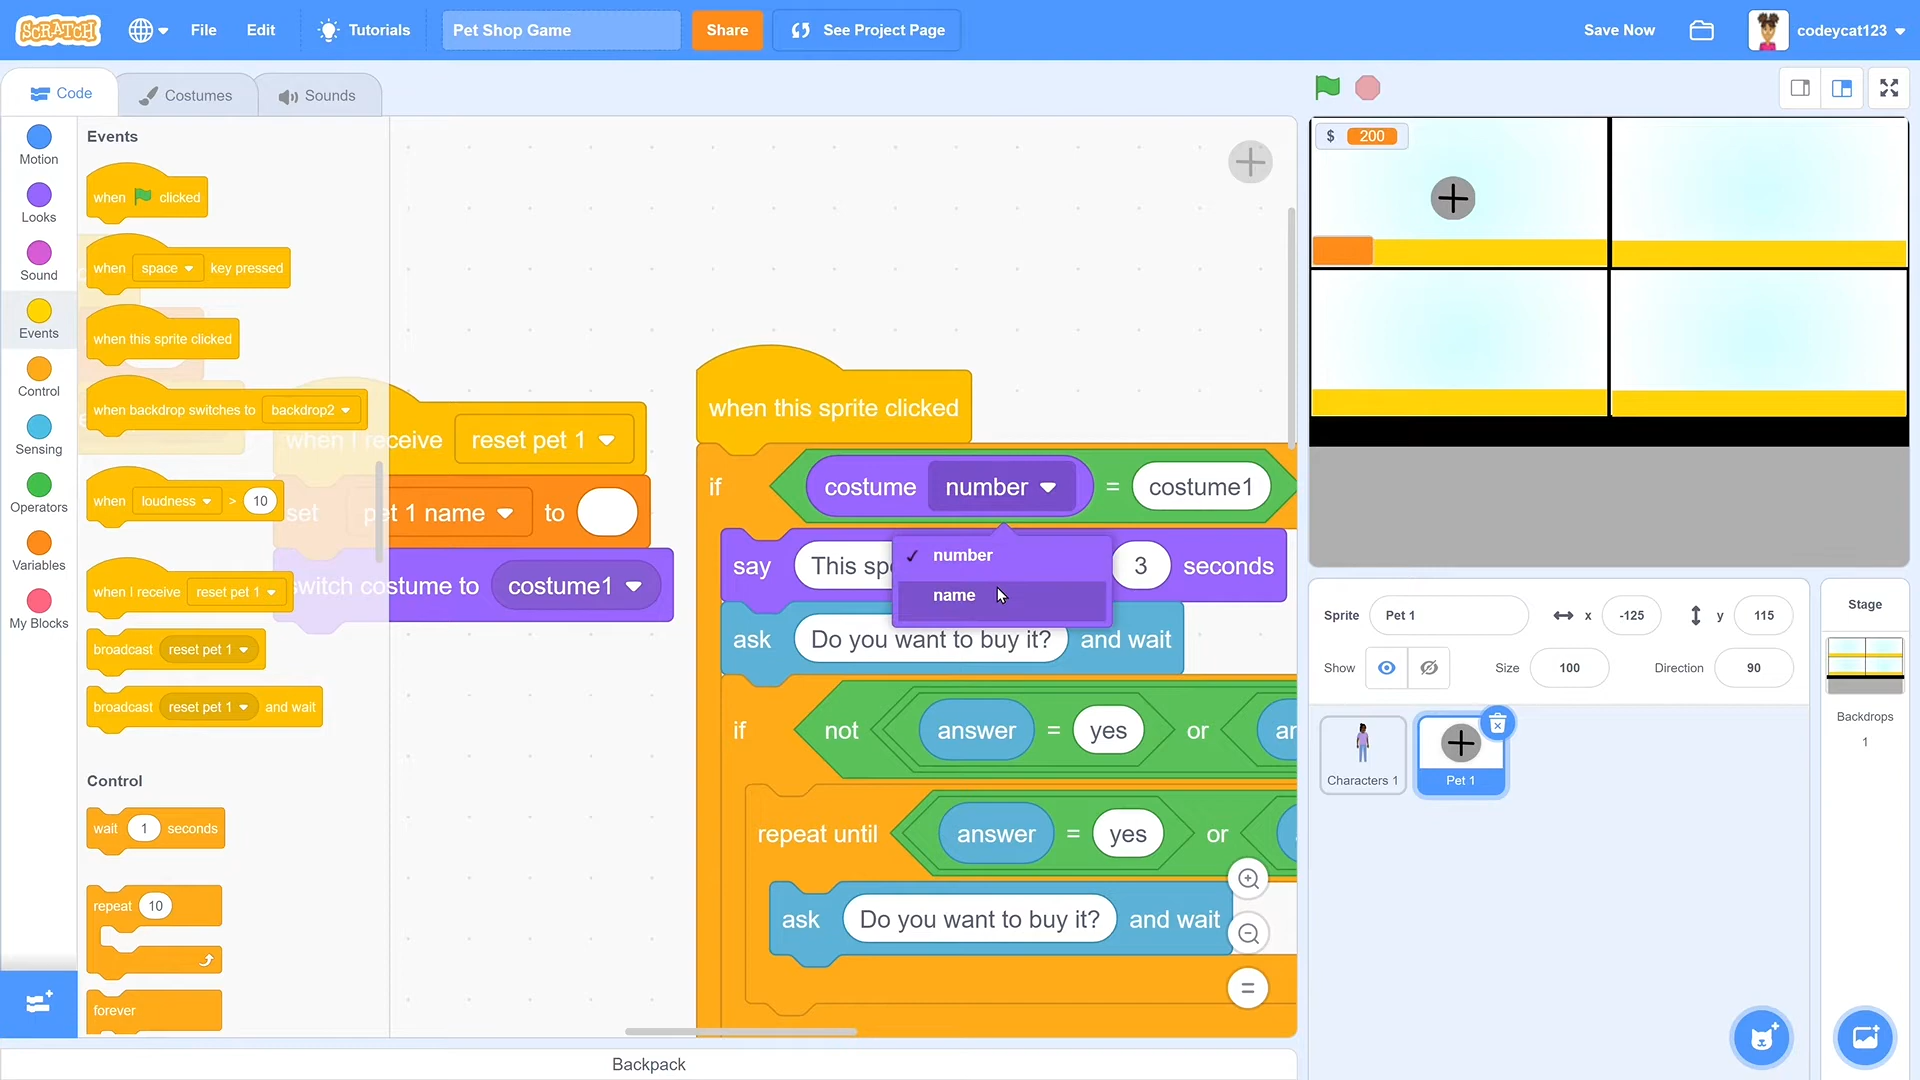 SCRATCH File Edit Tutorials Pet Shop Game Share See Project Page Save Now codeycat123
Code Costumes Sounds
Motion
Looks
Sound
Events
Control
Sensing
Operators
Variables
My Blocks
Events
when clicked
when space key pressed
when this sprite clicked
when backdrop switches to backdrop2
when loudness > 10
when I receive reset pet 1
broadcast reset pet 1
broadcast reset pet 1 and wait
Control
wait 1 seconds
repeat 10
forever
when I receive reset pet 1
set pet 1 name to
switch costume to costume1
when this sprite clicked
if costume number = costume1
number
name
say This spe 3 seconds
ask Do you want to buy it? and wait
if not answer = yes or
repeat until answer = yes or
ask Do you want to buy it? and wait
=
Backpack
$ 200
Sprite Pet 1 x -125 y 115
Show Size 100 Direction 90
Characters 1
Pet 1
Stage
Backdrops
1